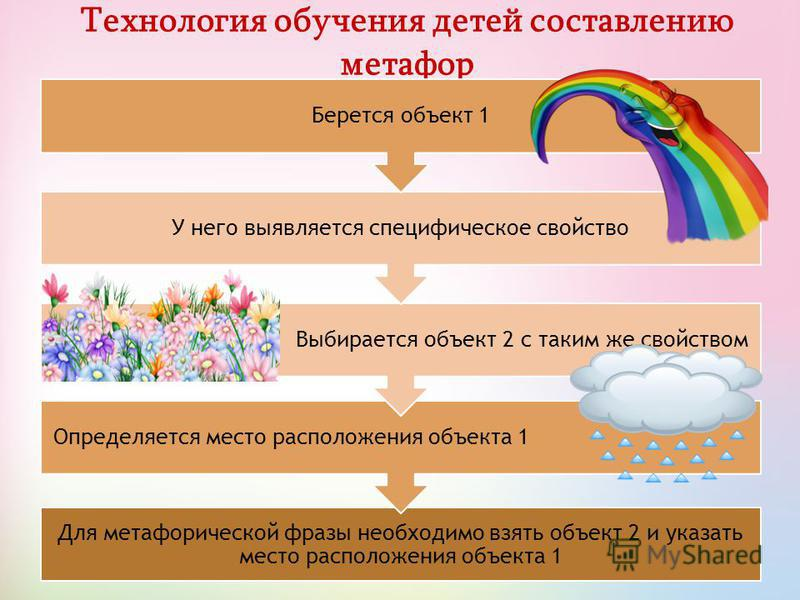 Технология обучения детей составлению
метафор
Берется объект 1
У него выявляется специфическое свойство
Выбирается объект 2 с таким же свойством
Определяется место расположения объекта 1
Для метафорической фразы необходимо взять объект 2 и указать
место расположения объекта 1
MyShared